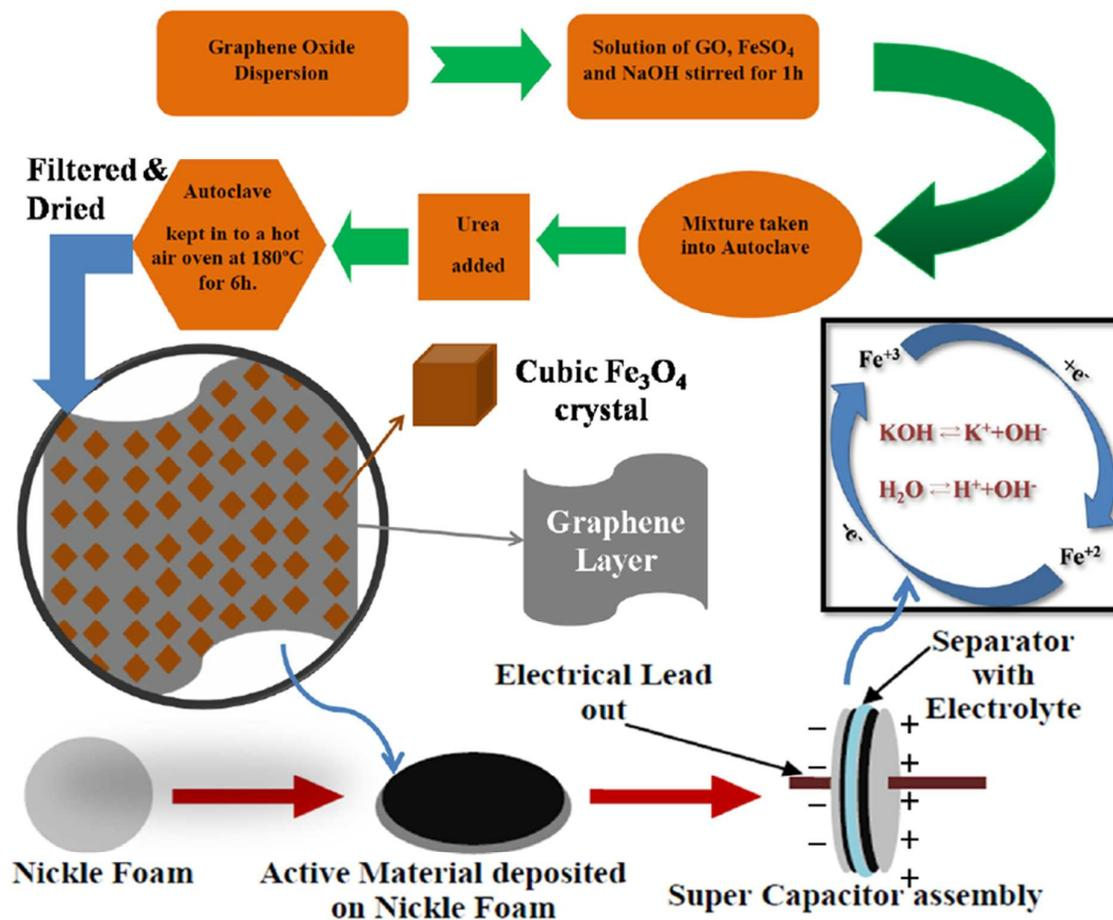 Graphene Oxide
Dispersion
Solution of GO, FeSO₄
and NaOH stirred for 1h
Filtered &
Dried
Autoclave
kept in to a hot
air oven at 180°C
for 6h.
Urea
added
Mixture taken
into Autoclave
Cubic Fe₃O₄
crystal
Graphene
Layer
Fe⁺³
+e⁻
KOH ⇌ K⁺+OH⁻
H₂O ⇌ H⁺+OH⁻
-e⁻
Fe⁺²
Separator
with
Electrolyte
Electrical Lead
out
− +
− +
− +
− +
+
Nickle Foam
Active Material deposited
on Nickle Foam
Super Capacitor assembly